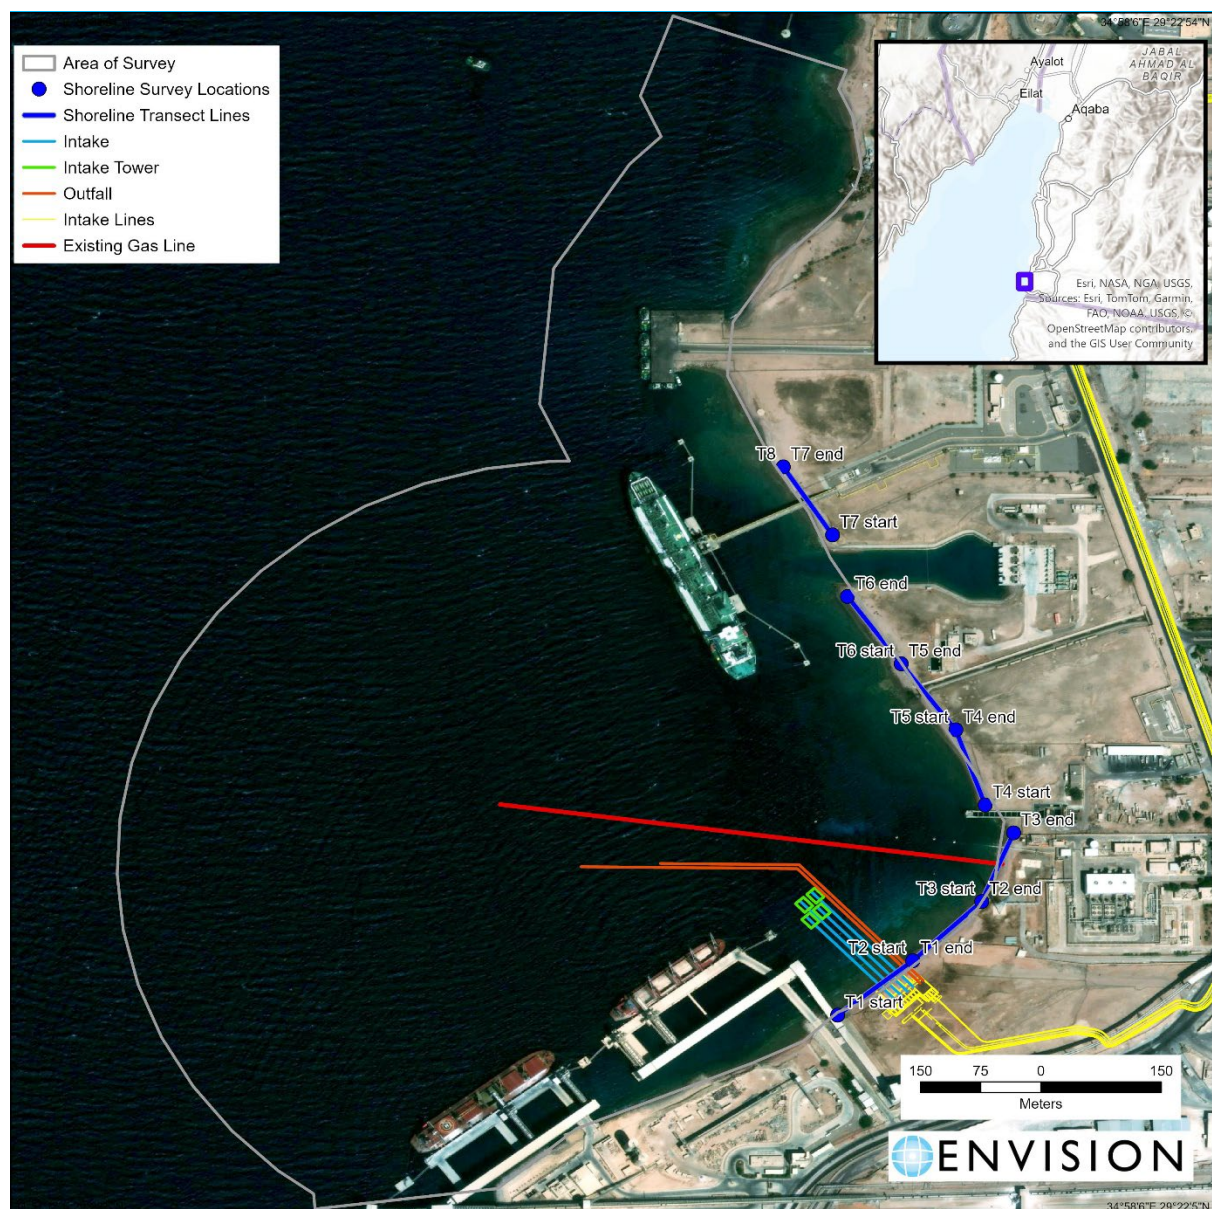 34°58'6"E 29°22'54"N
Area of Survey
Shoreline Survey Locations
Shoreline Transect Lines
Intake
Intake Tower
Outfall
Intake Lines
Existing Gas Line
JABAL
AHMAD AL
BAQIR
Ayalot
Eilat
Aqaba
Esri, NASA, NGA, USGS,
Sources: Esri, TomTom, Garmin,
FAO, NOAA, USGS, ©
OpenStreetMap contributors,
and the GIS User Community
T8 T7 end
T7 start
T6 end
T6 start T5 end
T5 start T4 end
T4 start
T3 end
T3 start T2 end
T2 start T1 end
T1 start
150 75 0 150
Meters
ENVISION
34°58'6"E 29°22'5"N